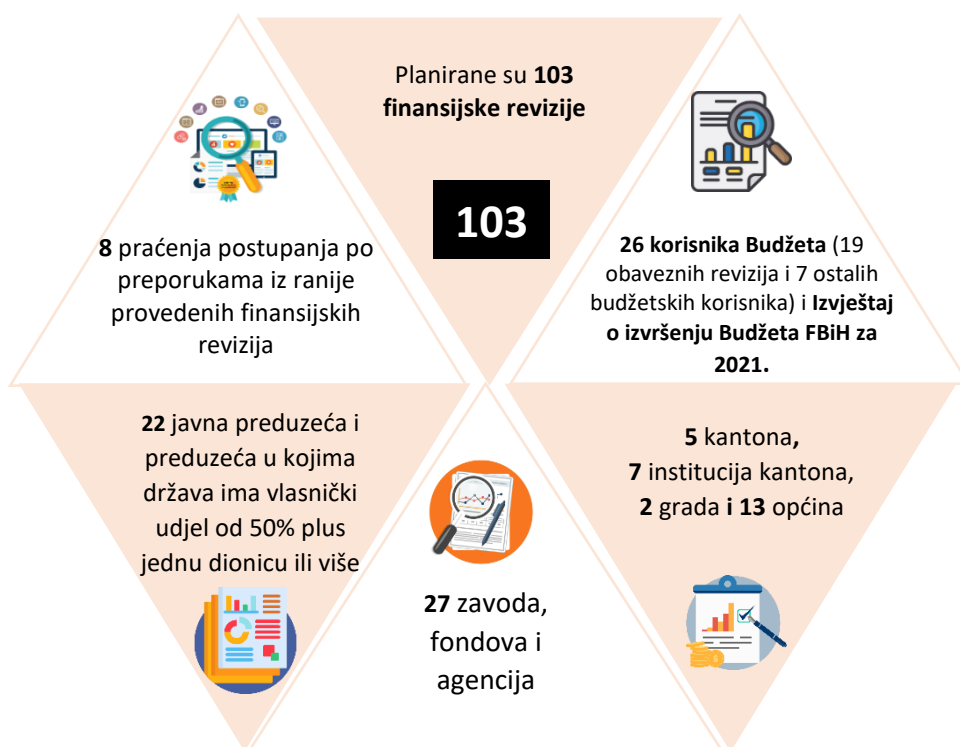 Planirane su 103
finansijske revizije
103
8 praćenja postupanja po
preporukama iz ranije
provedenih finansijskih
revizija
26 korisnika Budžeta (19
obaveznih revizija i 7 ostalih
budžetskih korisnika) i Izvještaj
o izvršenju Budžeta FBiH za
2021.
22 javna preduzeća i
preduzeća u kojima
država ima vlasnički
udjel od 50% plus
jednu dionicu ili više
27 zavoda,
fondova i
agencija
5 kantona,
7 institucija kantona,
2 grada i 13 općina